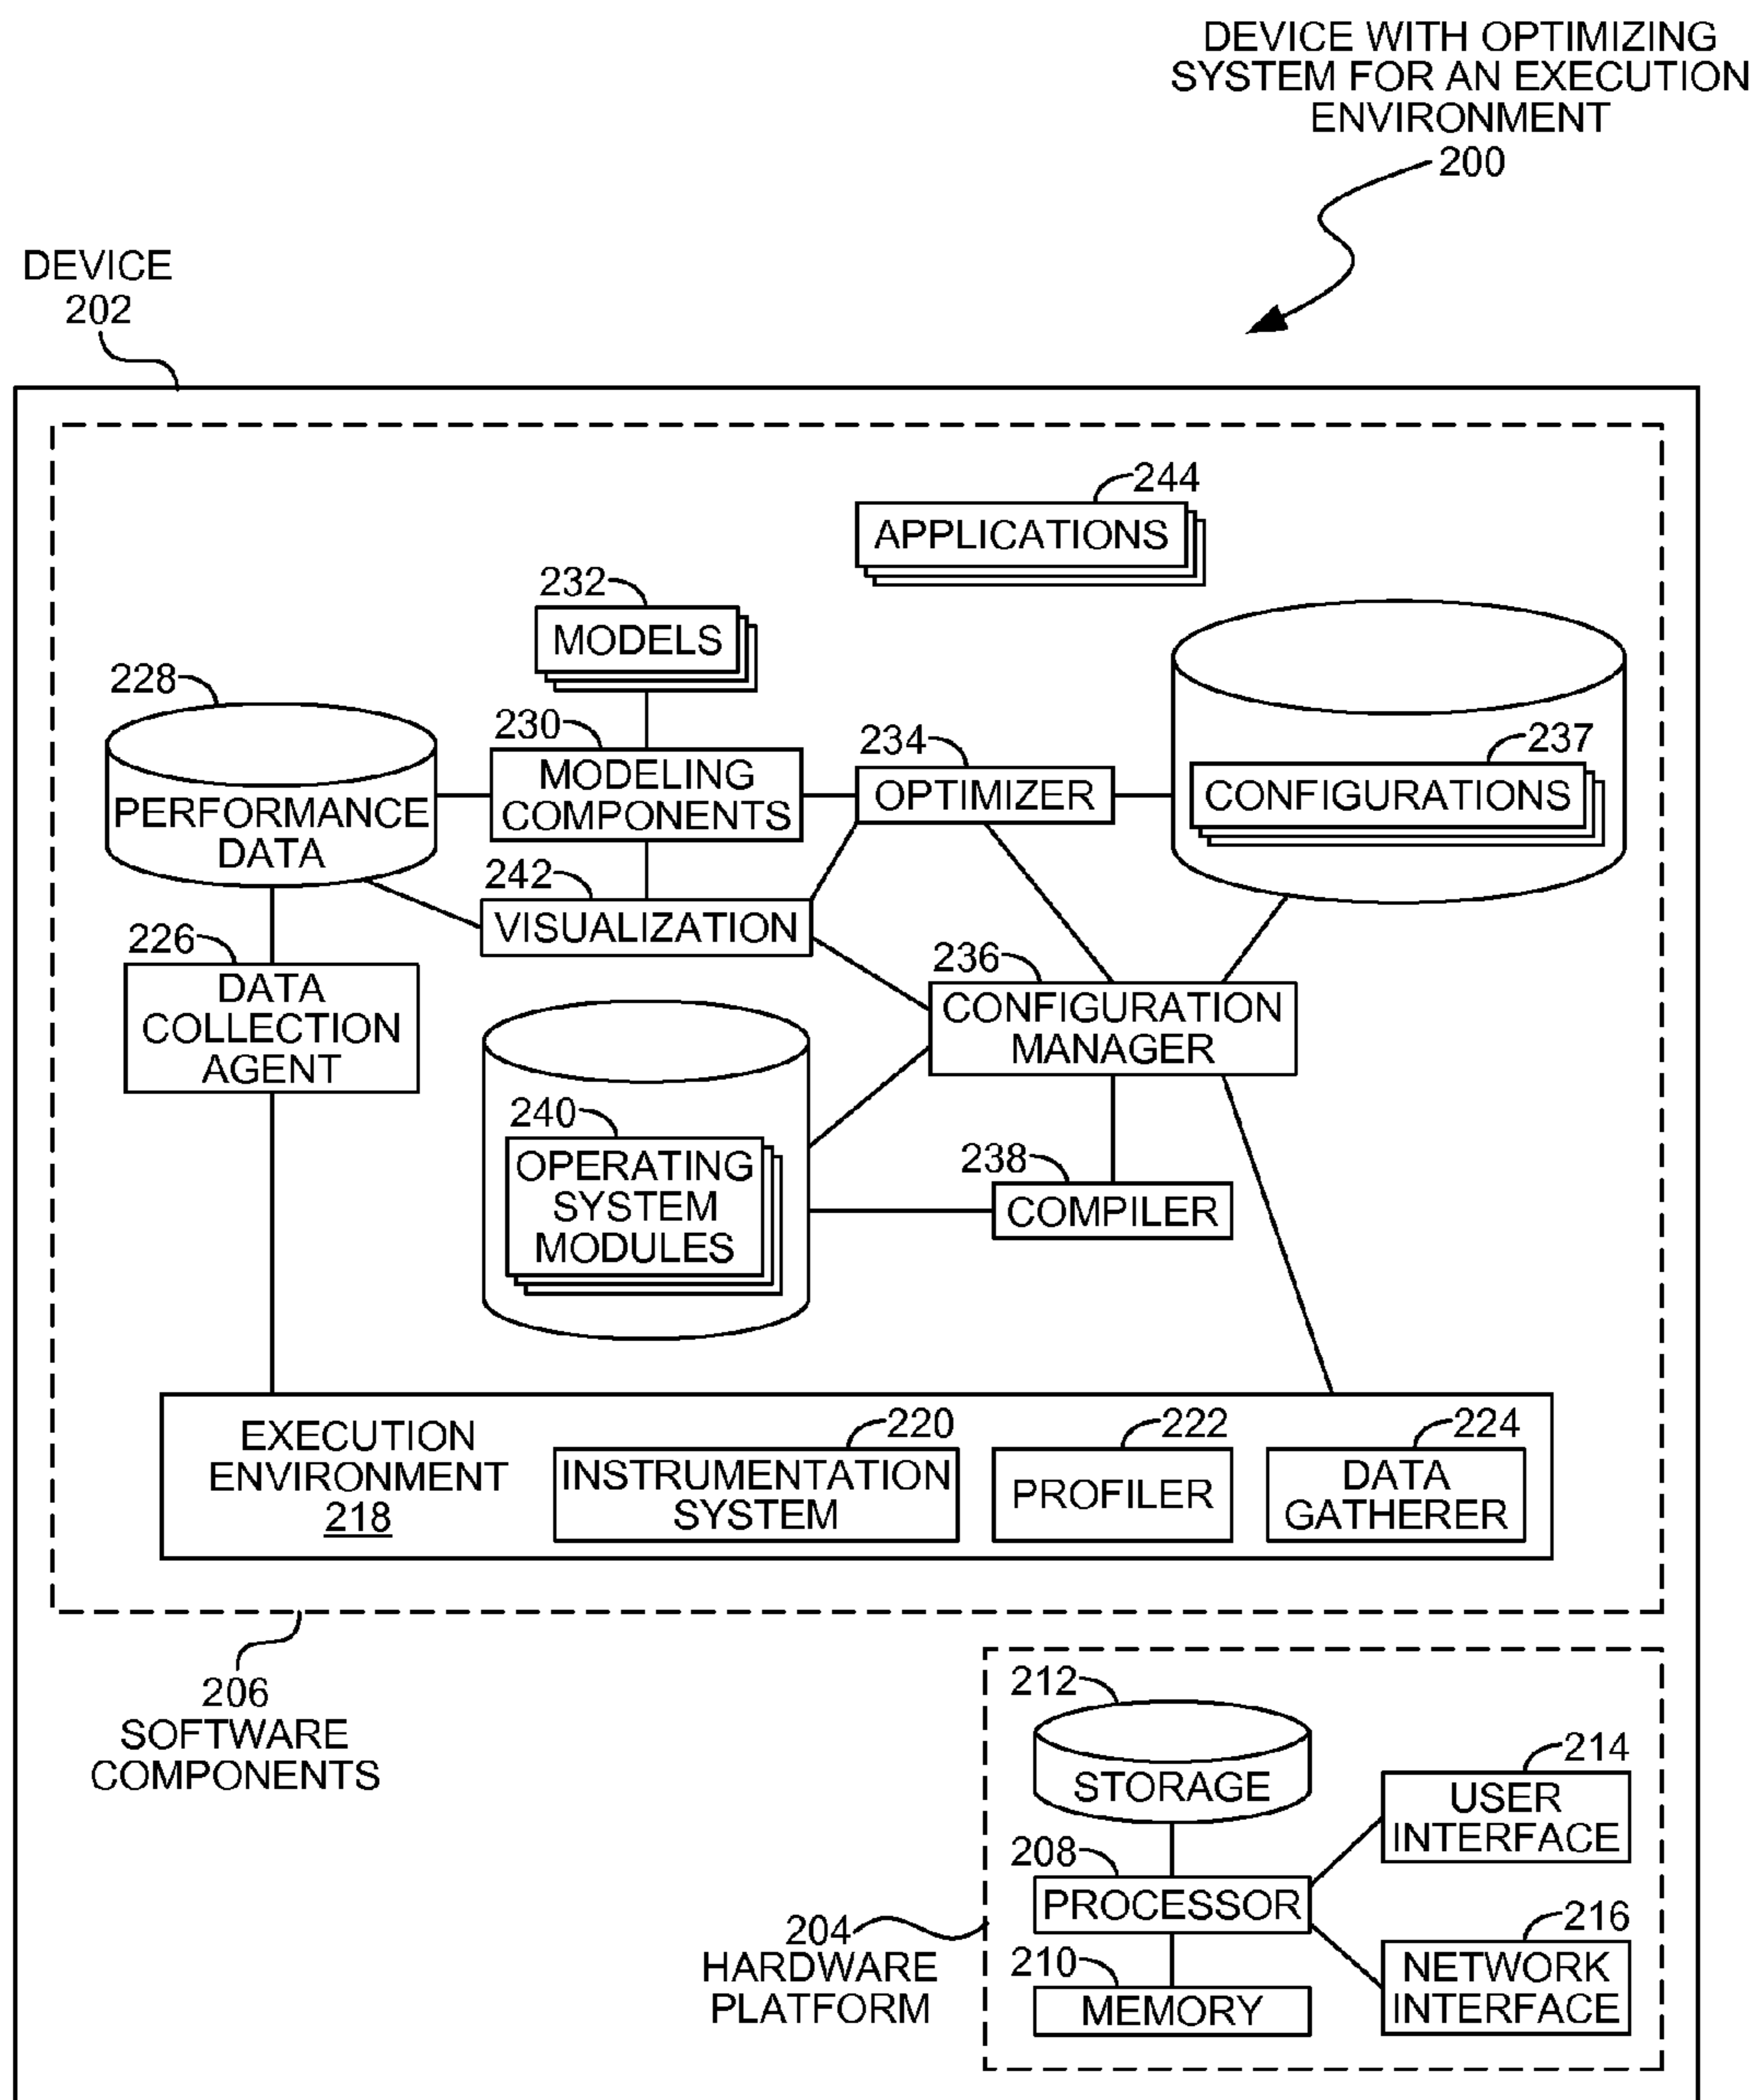 DEVICE WITH OPTIMIZING
SYSTEM FOR AN EXECUTION
ENVIRONMENT
200
DEVICE
202
244
APPLICATIONS
232
MODELS
228
PERFORMANCE
DATA
230
MODELING
COMPONENTS
234
OPTIMIZER
237
CONFIGURATIONS
242
VISUALIZATION
226
DATA
COLLECTION
AGENT
236
CONFIGURATION
MANAGER
240
OPERATING
SYSTEM
MODULES
238
COMPILER
EXECUTION
ENVIRONMENT
218
220
INSTRUMENTATION
SYSTEM
222
PROFILER
224
DATA
GATHERER
206
SOFTWARE
COMPONENTS
212
STORAGE
214
USER
INTERFACE
208
PROCESSOR
204
HARDWARE
PLATFORM
216
NETWORK
INTERFACE
210
MEMORY